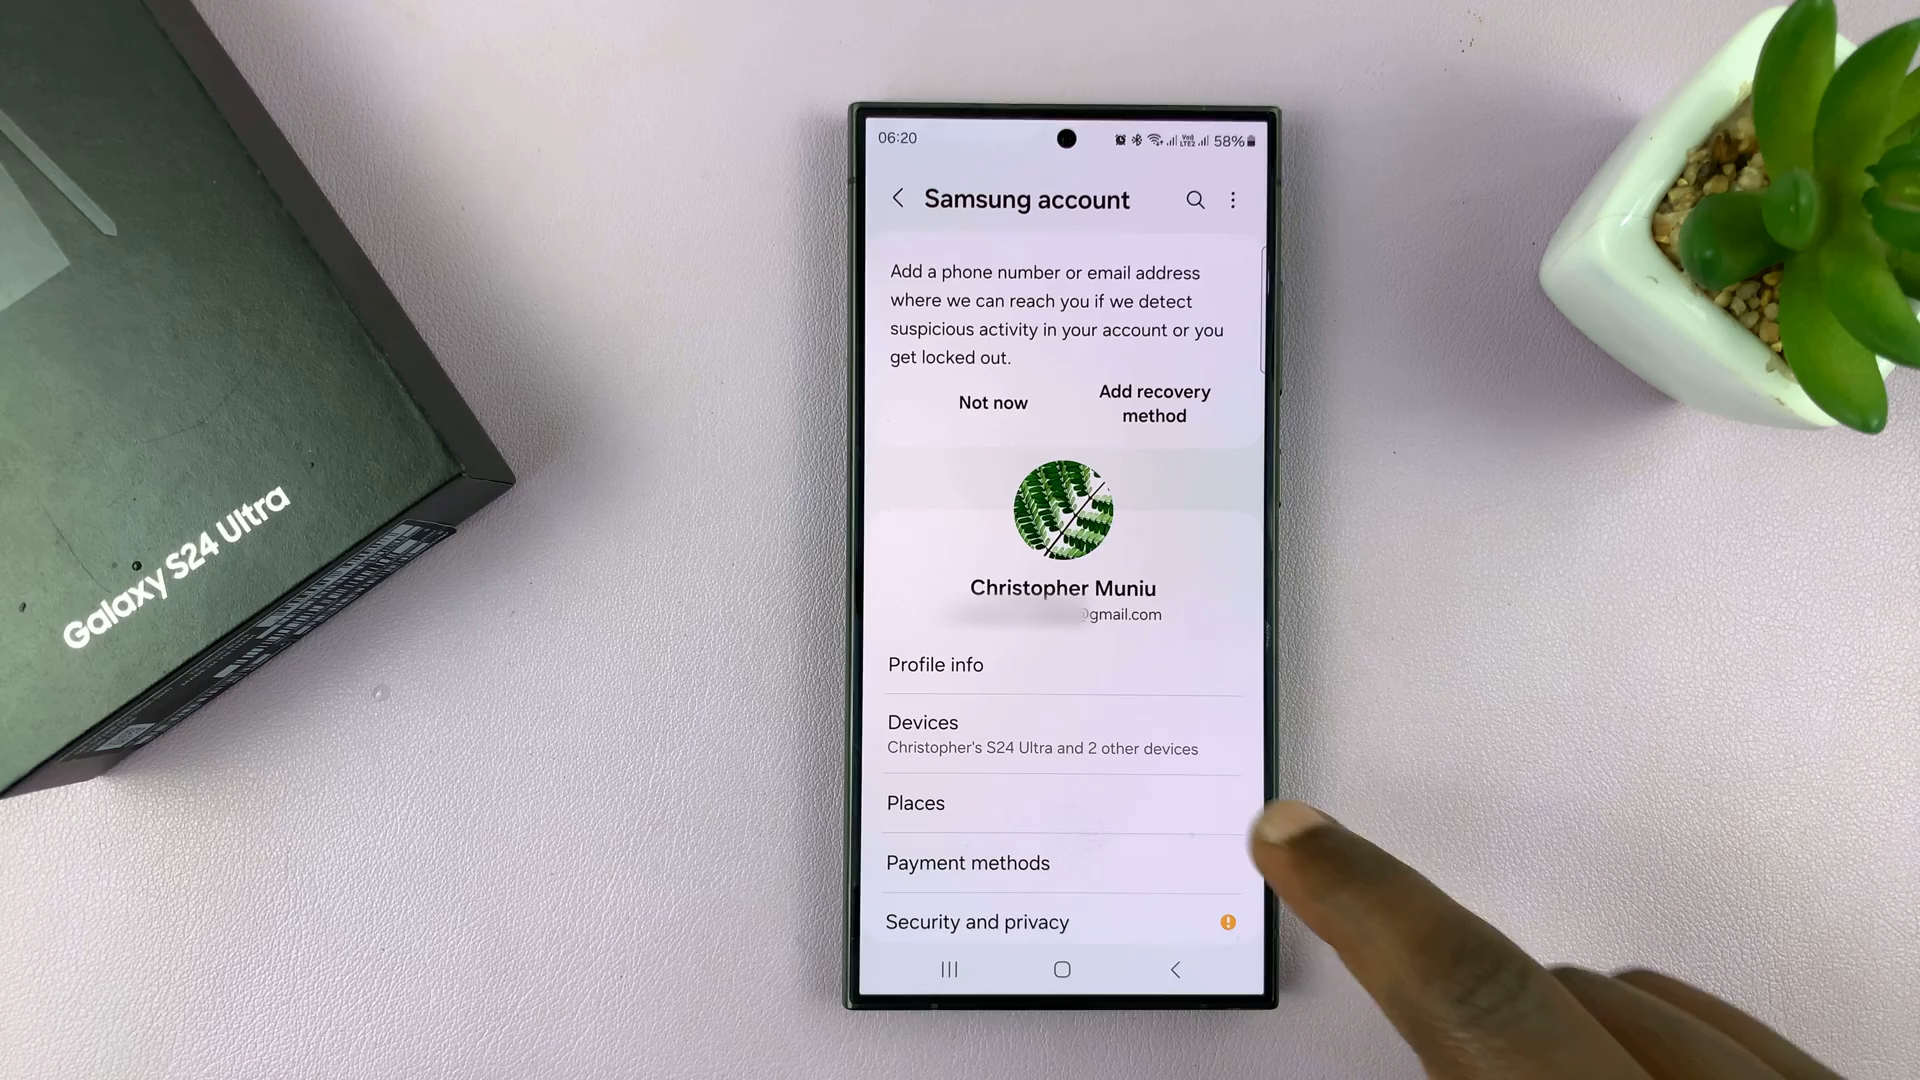 Galaxy S24 Ultra
06:20
58%
Samsung account
Add a phone number or email address
where we can reach you if we detect
suspicious activity in your account or you
get locked out.
Not now
Add recovery
method
Christopher Muniu
@gmail.com
Profile info
Devices
Christopher's S24 Ultra and 2 other devices
Places
Payment methods
Security and privacy